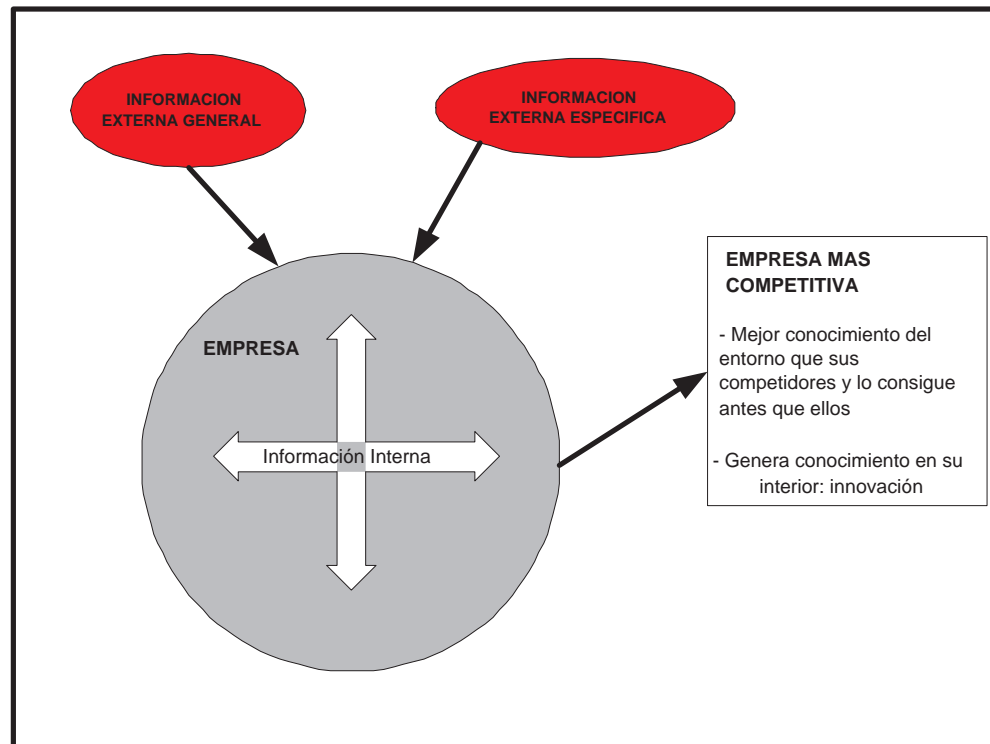 INFORMACION
EXTERNA GENERAL
INFORMACION
EXTERNA ESPECIFICA
EMPRESA
Información Interna
EMPRESA MAS
COMPETITIVA
- Mejor conocimiento del
entorno que sus
competidores y lo consigue
antes que ellos
- Genera conocimiento en su
interior: innovación